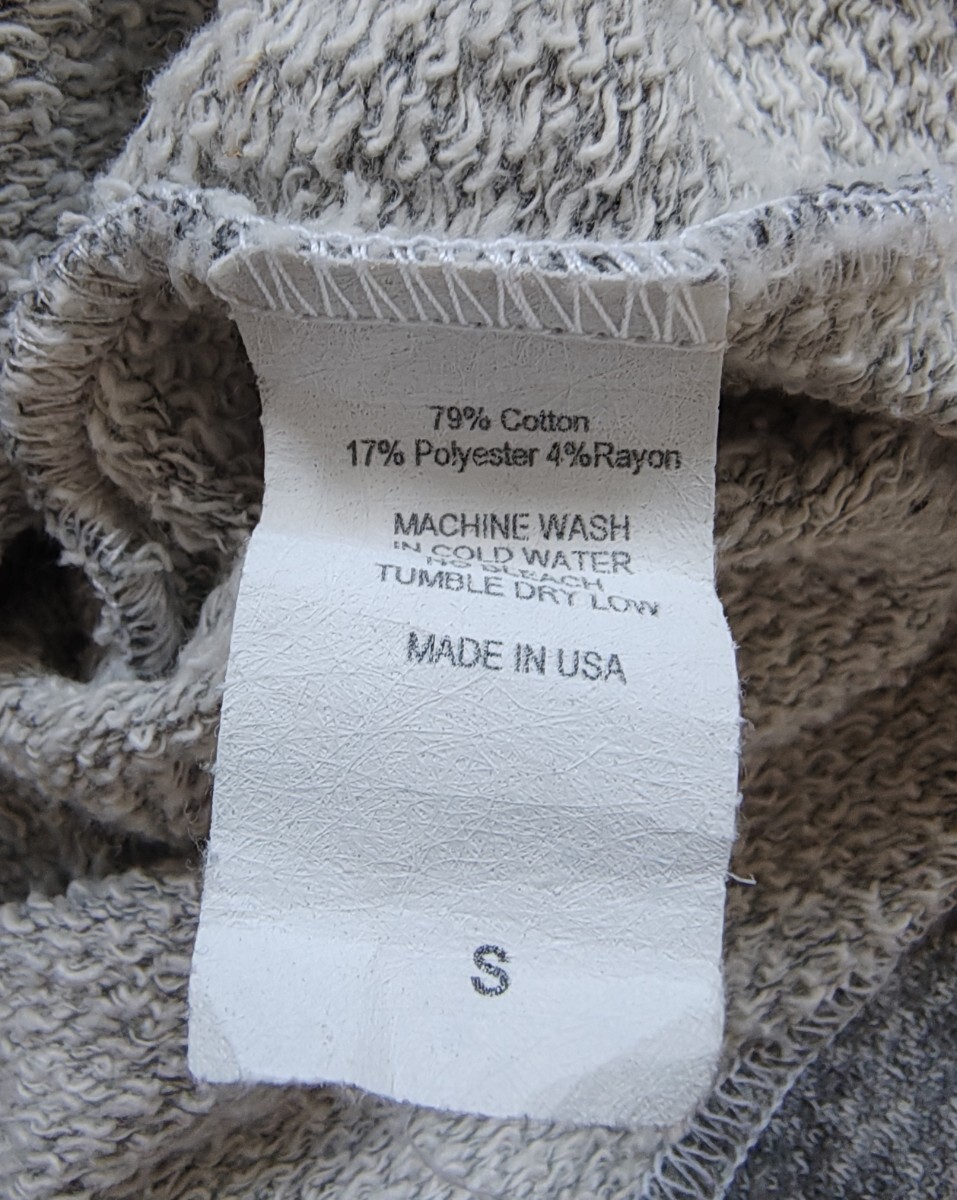 79% Cotton
17% Polyester 4%Rayon
MACHINE WASH
IN COLD WATER
NO BLEACH
TUMBLE DRY LOW
MADE IN USA
S